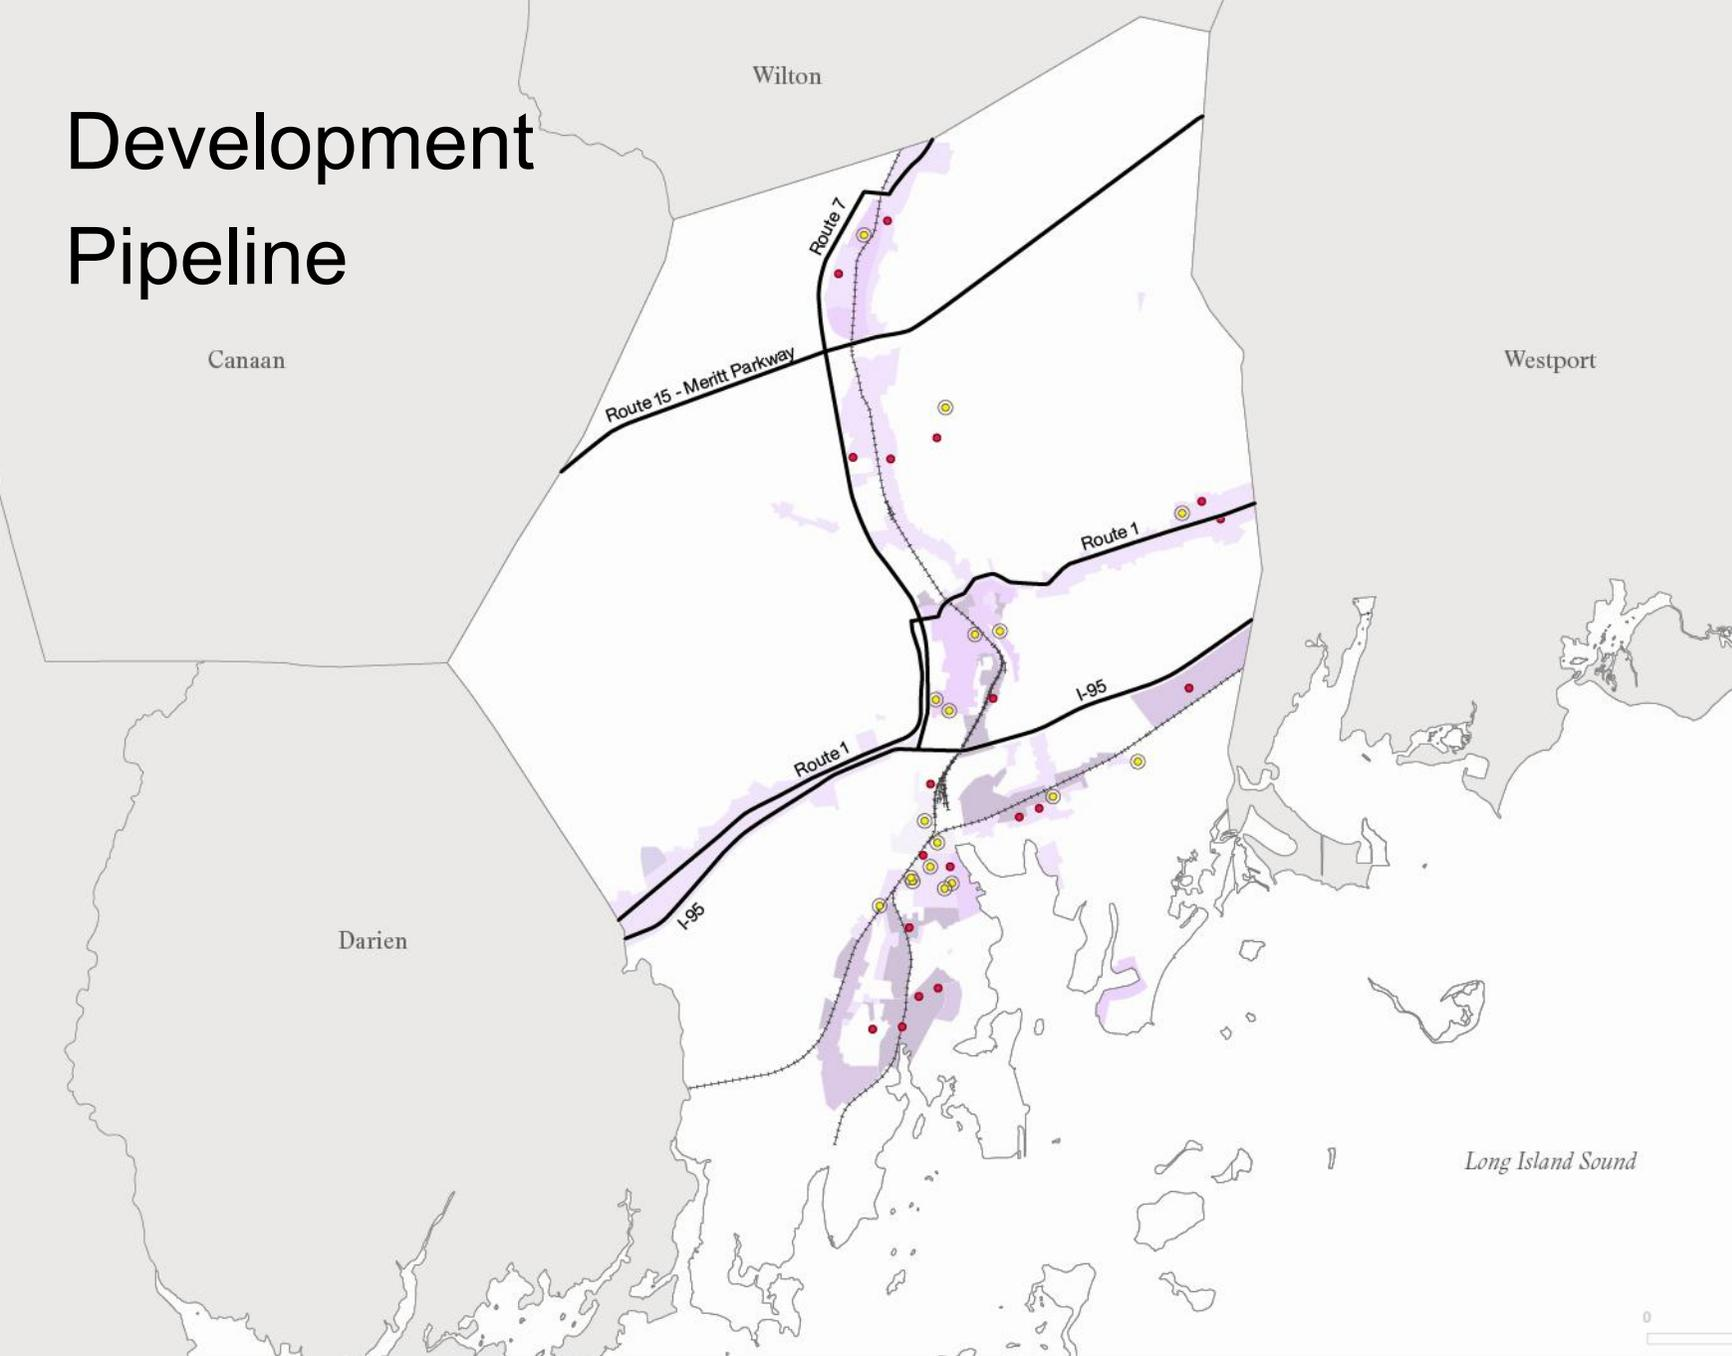 Development
Pipeline
Wilton
Route 7
Canaan
Route 15 - Meritt Parkway
Westport
Route 1
I-95
Route 1
I-95
Darien
Long Island Sound
0